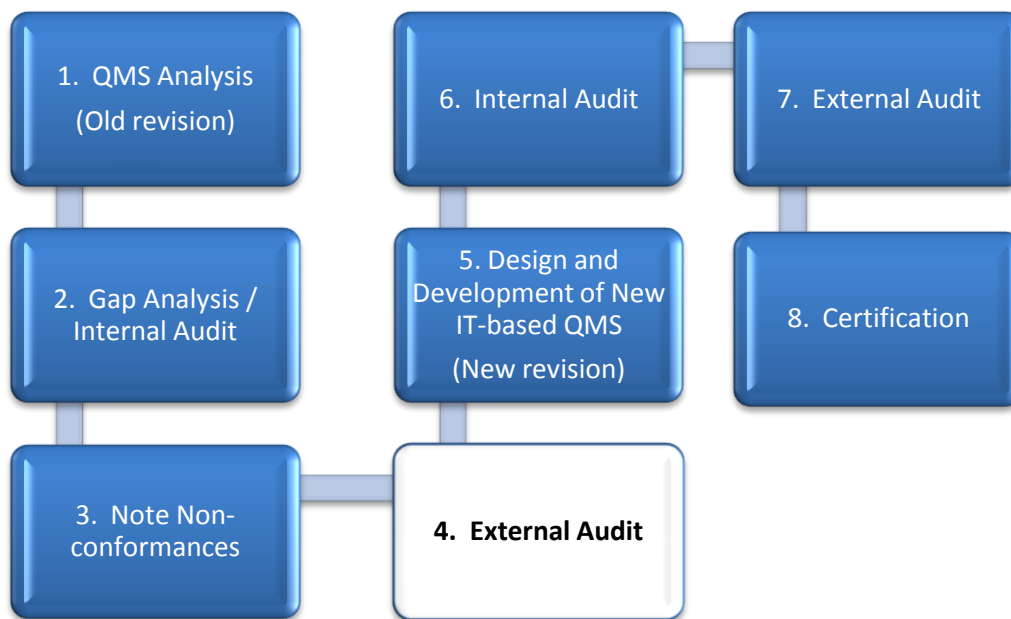 1. QMS Analysis
(Old revision)
2. Gap Analysis /
Internal Audit
3. Note Non-
conformances
4. External Audit
5. Design and
Development of New
IT-based QMS
(New revision)
6. Internal Audit
7. External Audit
8. Certification